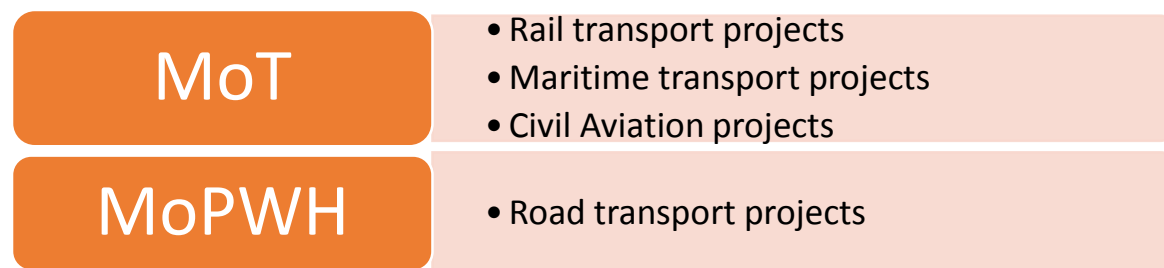 MoT
• Rail transport projects
• Maritime transport projects
• Civil Aviation projects
MoPWH
• Road transport projects